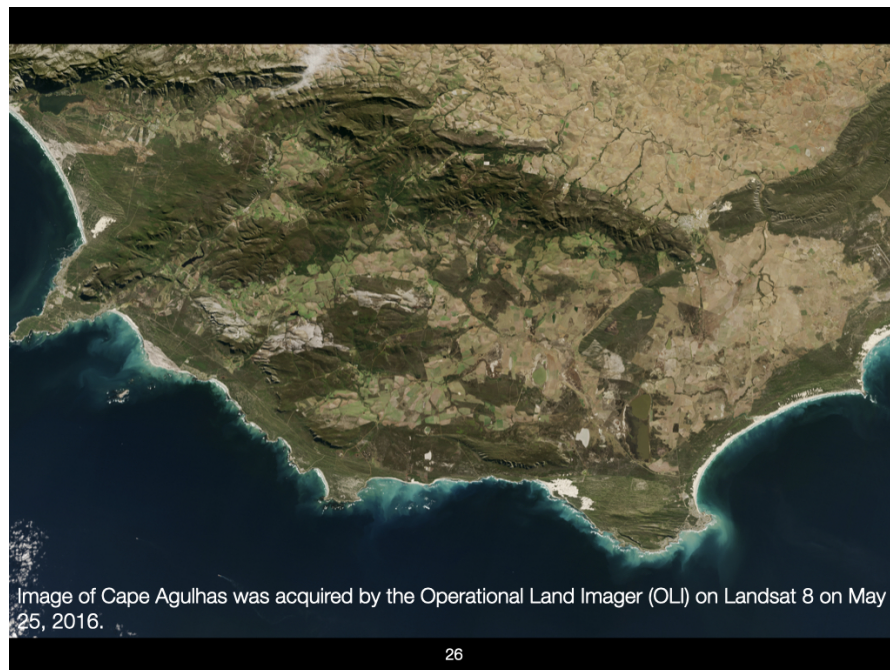 Image of Cape Agulhas was acquired by the Operational Land Imager (OLI) on Landsat 8 on May
25, 2016.
26